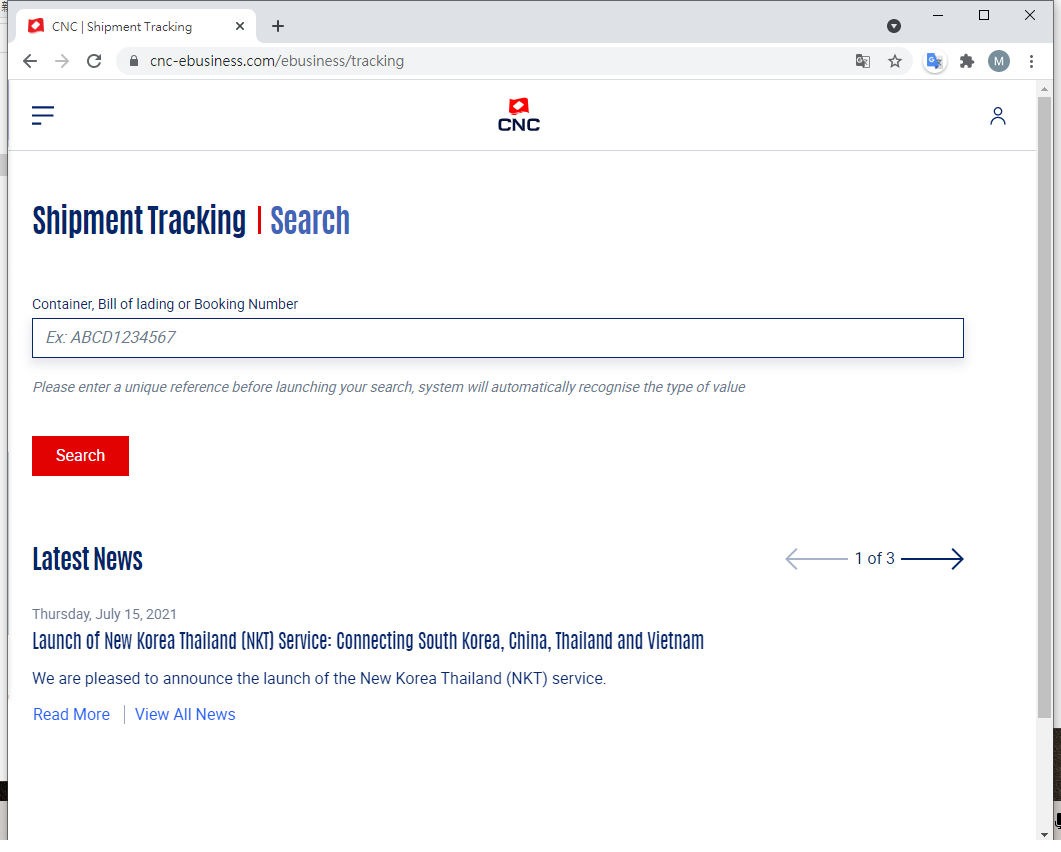 CNC | Shipment Tracking
cnc-ebusiness.com/ebusiness/tracking
M
CNC
Shipment Tracking | Search
Container, Bill of lading or Booking Number
Ex: ABCD1234567
Please enter a unique reference before launching your search, system will automatically recognise the type of value
Search
Latest News
1 of 3
Thursday, July 15, 2021
Launch of New Korea Thailand (NKT) Service: Connecting South Korea, China, Thailand and Vietnam
We are pleased to announce the launch of the New Korea Thailand (NKT) service.
Read More
View All News